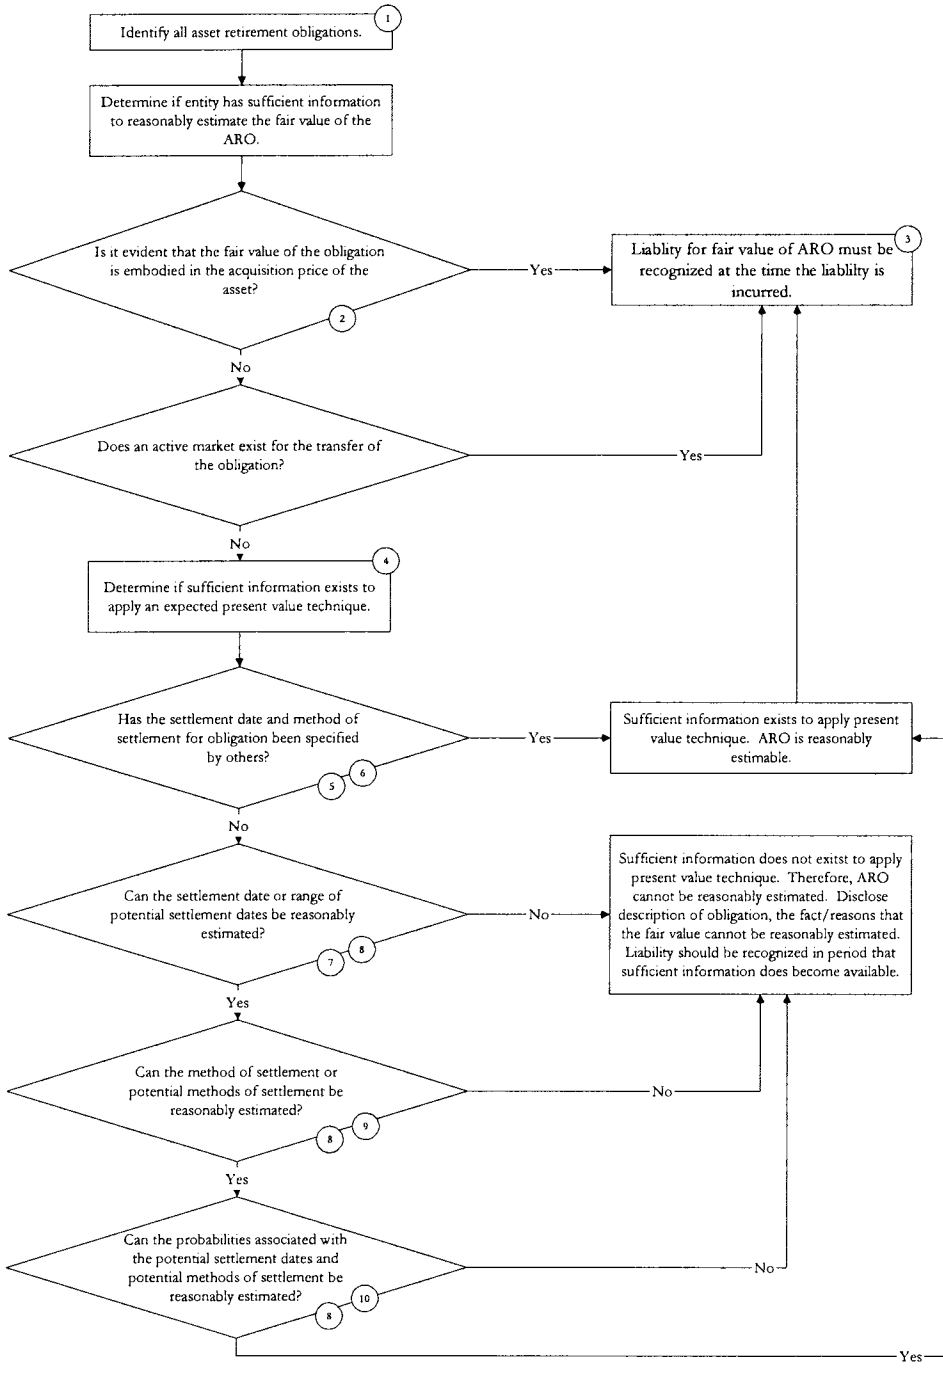 1
Identify all asset retirement obligations.
Determine if entity has sufficient information
to reasonably estimate the fair value of the
ARO.
Is it evident that the fair value of the obligation
is embodied in the acquisition price of the
asset?
2
Yes
3
Liablity for fair value of ARO must be
recognized at the time the liablilty is
incurred.
No
Does an active market exist for the transfer of
the obligation?
Yes
No
4
Determine if sufficient information exists to
apply an expected present value technique.
Has the settlement date and method of
settlement for obligation been specified
by others?
5
6
Yes
Sufficient information exists to apply present
value technique. ARO is reasonably
estimable.
No
Can the settlement date or range of
potential settlement dates be reasonably
estimated?
7
8
No
Sufficient information does not exitst to apply
present value technique. Therefore, ARO
cannot be reasonably estimated. Disclose
description of obligation, the fact/reasons that
the fair value cannot be reasonably estimated.
Liability should be recognized in period that
sufficient information does become available.
Yes
Can the method of settlement or
potential methods of settlement be
reasonably estimated?
8
9
No
Yes
Can the probabilities associated with
the potential settlement dates and
potential methods of settlement be
reasonably estimated?
8
10
No
Yes